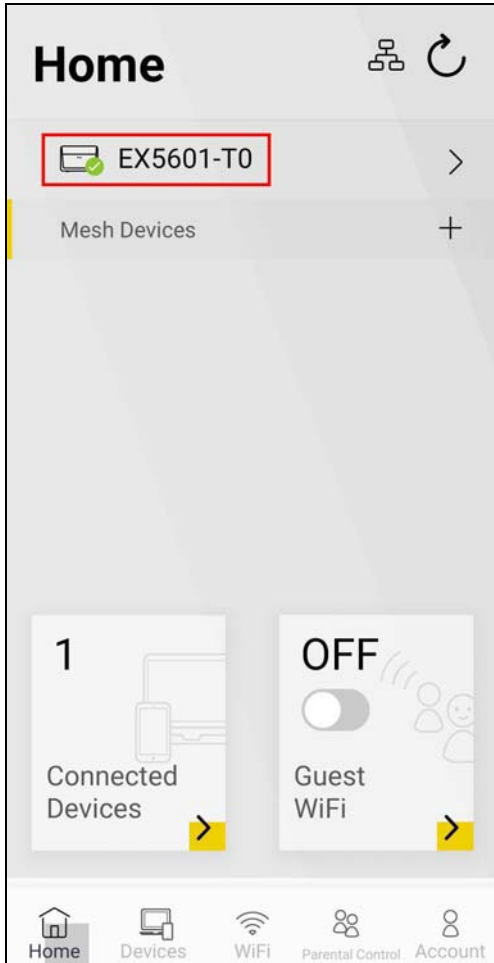 Home
EX5601-T0
Mesh Devices
1
Connected
Devices
OFF
Guest
WiFi
Home
Devices
WiFi
Parental Control
Account